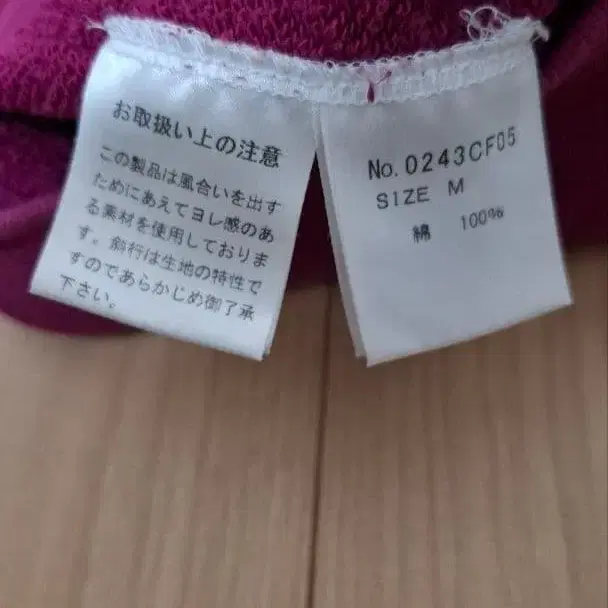 お取扱い上の注意
この製品は風合いを出す
ためにあえてヨレ感のあ
る素材を使用しておりま
す。斜行は生地の特性で
すのであらかじめ御了承
下さい。
No. 0243CF05
SIZE M
綿 100%